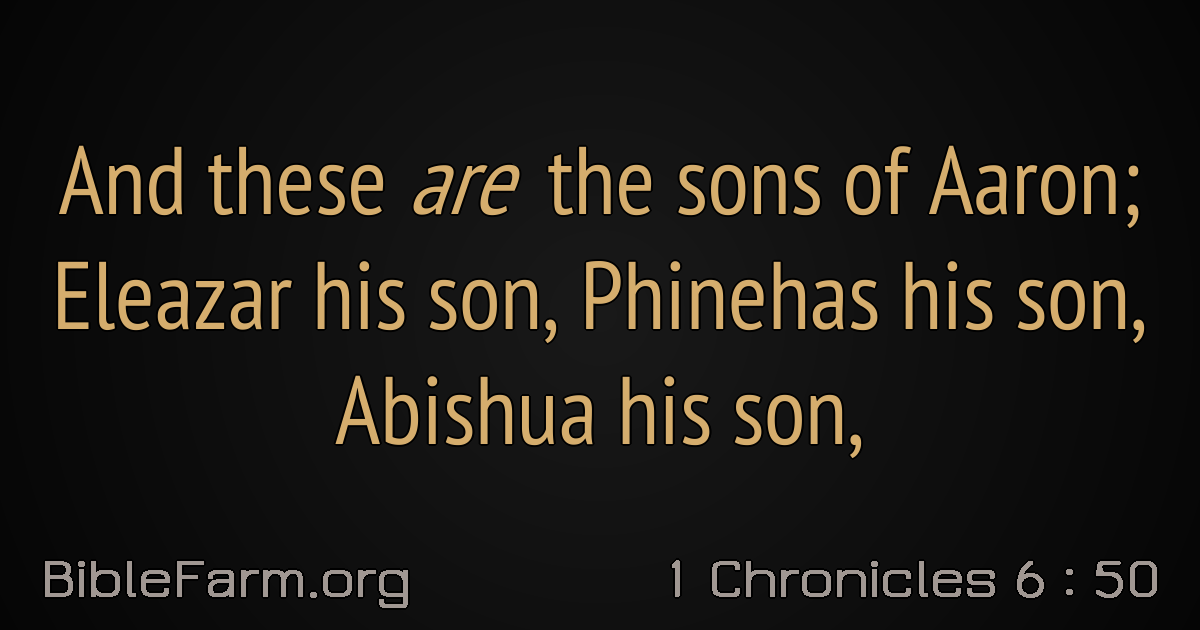 And these are the sons of Aaron;
Eleazar his son, Phinehas his son,
Abishua his son,
BibleFarm.org
1 Chronicles 6 : 50